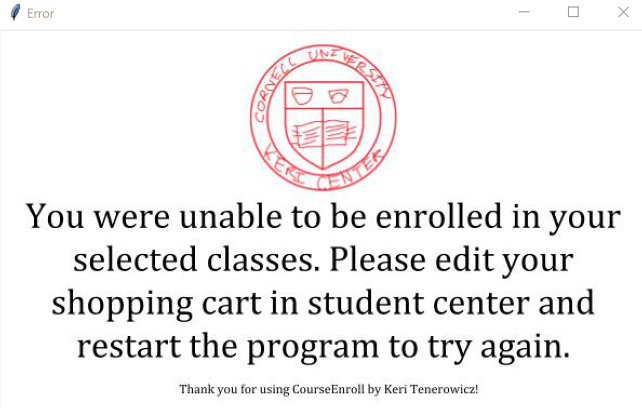 Error
CORNELL UNIVERSITY
KERI CENTER
You were unable to be enrolled in your
selected classes. Please edit your
shopping cart in student center and
restart the program to try again.
Thank you for using CourseEnroll by Keri Tenerowicz!